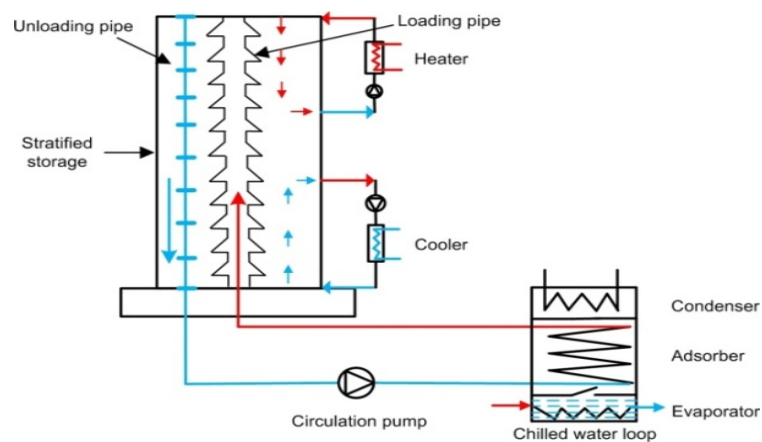 Unloading pipe
Loading pipe
Heater
Stratified
storage
Cooler
Condenser
Adsorber
Circulation pump
Evaporator
Chilled water loop